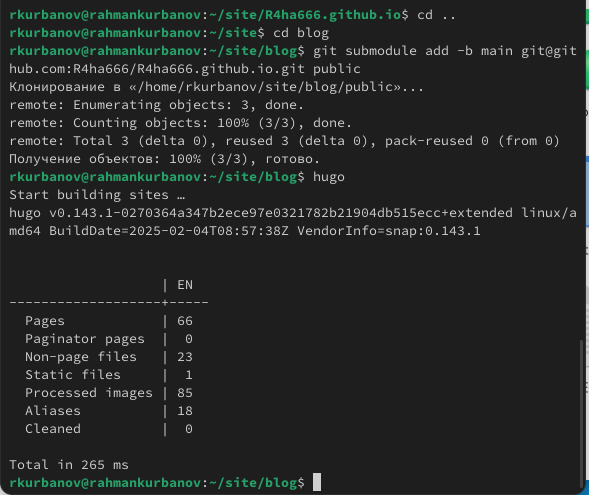 rkurbanov@rahmankurbanov:~/site/R4ha666.github.io$ cd ..
rkurbanov@rahmankurbanov:~/site$ cd blog
rkurbanov@rahmankurbanov:~/site/blog$ git submodule add -b main git@git
hub.com:R4ha666/R4ha666.github.io.git public
Клонирование в «/home/rkurbanov/site/blog/public»...
remote: Enumerating objects: 3, done.
remote: Counting objects: 100% (3/3), done.
remote: Total 3 (delta 0), reused 3 (delta 0), pack-reused 0 (from 0)
Получение объектов: 100% (3/3), готово.
rkurbanov@rahmankurbanov:~/site/blog$ hugo
Start building sites …
hugo v0.143.1-0270364a347b2ece97e0321782b21904db515ecc+extended linux/a
md64 BuildDate=2025-02-04T08:57:38Z VendorInfo=snap:0.143.1
                   | EN
-------------------+-----
  Pages            | 66
  Paginator pages  |  0
  Non-page files   | 23
  Static files     |  1
  Processed images | 85
  Aliases          | 18
  Cleaned          |  0
Total in 265 ms
rkurbanov@rahmankurbanov:~/site/blog$